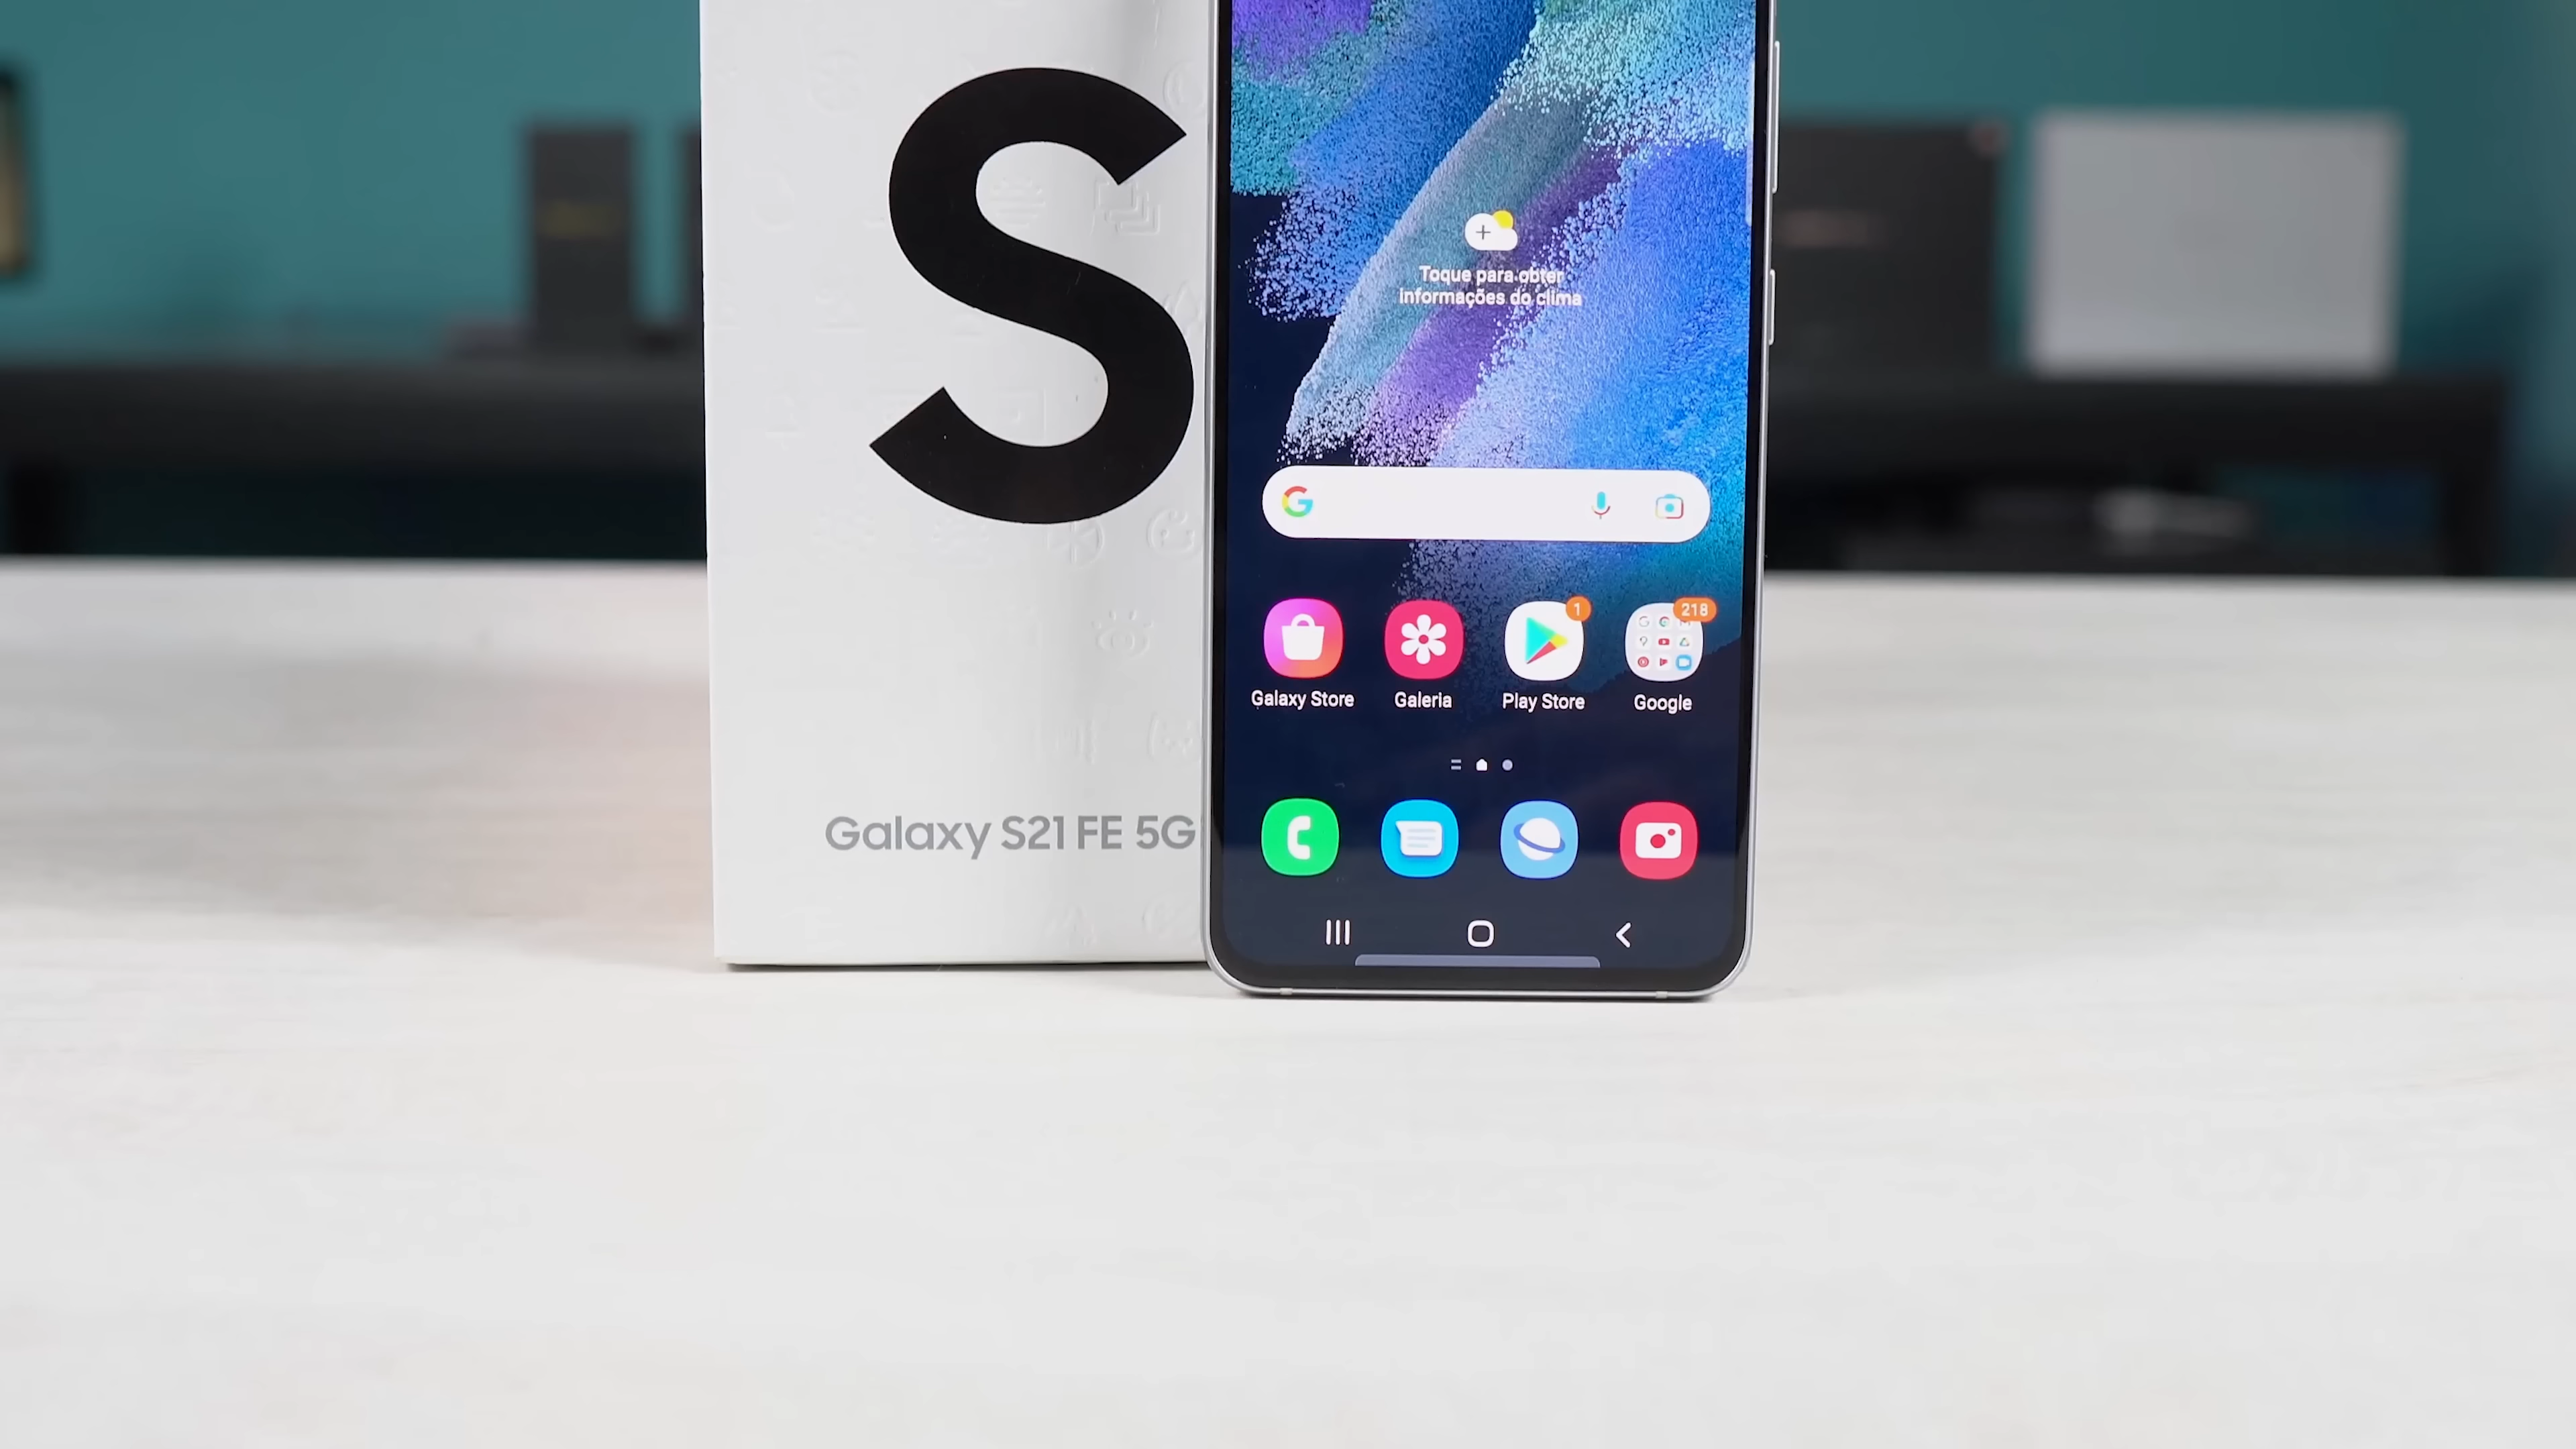 S
Galaxy S21 FE 5G
Toque para obter
informações do clima
G
1
218
Galaxy Store
Galeria
Play Store
Google